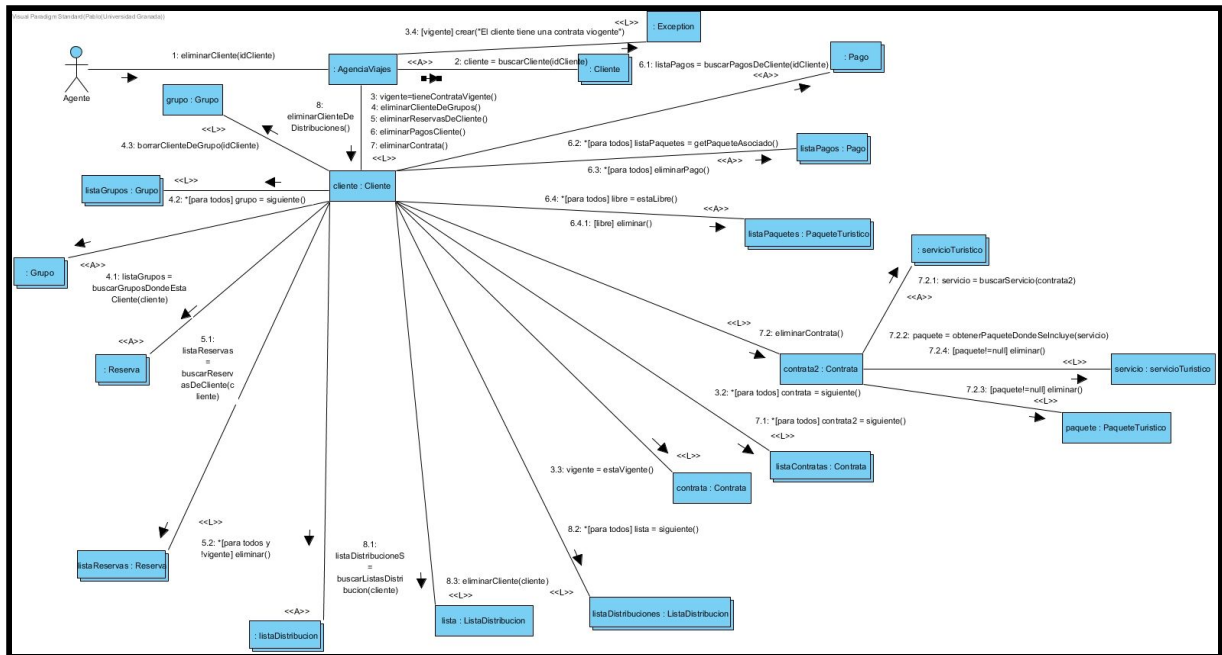 Visual Paradigm Standard(Pablo(Universidad Granada))
<<L>>
: Exception
3.4: [vigente] crear("El cliente tiene una contrata viogente")
1: eliminarCliente(idCliente)
: AgenciaViajes
<<A>>
2: cliente = buscarCliente(idCliente)
: Cliente
6.1: listaPagos = buscarPagosDeCliente(idCliente)
<<A>>
: Pago
Agente
grupo : Grupo
8:
eliminarClienteDe
Distribuciones()
3: vigente=tieneContrataVigente()
4: eliminarClienteDeGrupos()
5: eliminarReservasDeCliente()
6: eliminarPagosCliente()
7: eliminarContrata()
<<L>>
<<L>>
4.3: borrarClienteDeGrupo(idCliente)
6.2: *[para todos] listaPaquetes = getPaqueteAsociado()
<<A>>
6.3: *[para todos] eliminarPago()
listaPagos : Pago
listaGrupos : Grupo
<<L>>
4.2: *[para todos] grupo = siguiente()
cliente : Cliente
6.4: *[para todos] libre = estaLibre()
<<A>>
6.4.1: [libre] eliminar()
listaPaquetes : PaqueteTuristico
: servicioTuristico
: Grupo
<<A>>
4.1: listaGrupos =
buscarGruposDondeEsta
Cliente(cliente)
7.2.1: servicio = buscarServicio(contrata2)
<<A>>
<<L>>
7.2: eliminarContrata()
7.2.2: paquete = obtenerPaqueteDondeSeIncluye(servicio)
7.2.4: [paquete!=null] eliminar()
<<L>>
<<A>>
: Reserva
5.1:
listaReservas
=
buscarReserv
asDeCliente(c
liente)
contrata2 : Contrata
servicio : servicioTuristico
3.2: *[para todos] contrata = siguiente()
7.2.3: [paquete!=null] eliminar()
<<L>>
7.1: *[para todos] contrata2 = siguiente()
<<L>>
paquete : PaqueteTuristico
3.3: vigente = estaVigente()
<<L>>
listaContratas : Contrata
contrata : Contrata
<<L>>
5.2: *[para todos y
!vigente] eliminar()
listaReservas : Reserva
8.1:
listaDistribucioneS
=
buscarListasDistri
bucion(cliente)
8.2: *[para todos] lista = siguiente()
8.3: eliminarCliente(cliente)
<<L>>
<<L>>
<<A>>
: listaDistribucion
lista : ListaDistribucion
listaDistribuciones : ListaDistribucion